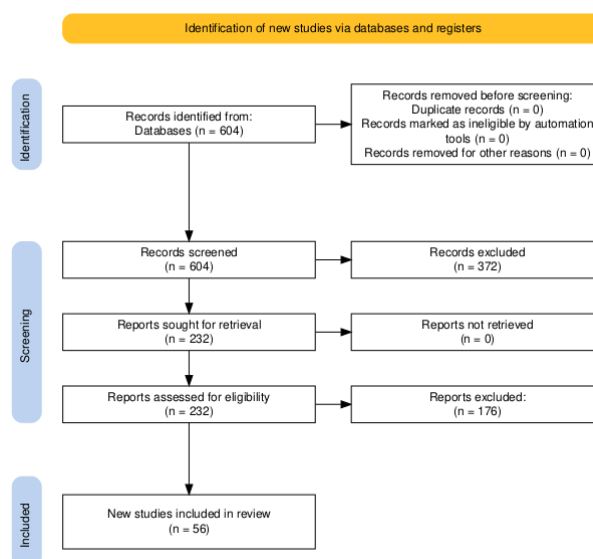 Identification of new studies via databases and registers
Identification
Records identified from:
Databases (n = 604)
Records removed before screening:
Duplicate records (n = 0)
Records marked as ineligible by automation
tools (n = 0)
Records removed for other reasons (n = 0)
Screening
Records screened
(n = 604)
Records excluded
(n = 372)
Reports sought for retrieval
(n = 232)
Reports not retrieved
(n = 0)
Reports assessed for eligibility
(n = 232)
Reports excluded:
(n = 176)
Included
New studies included in review
(n = 56)